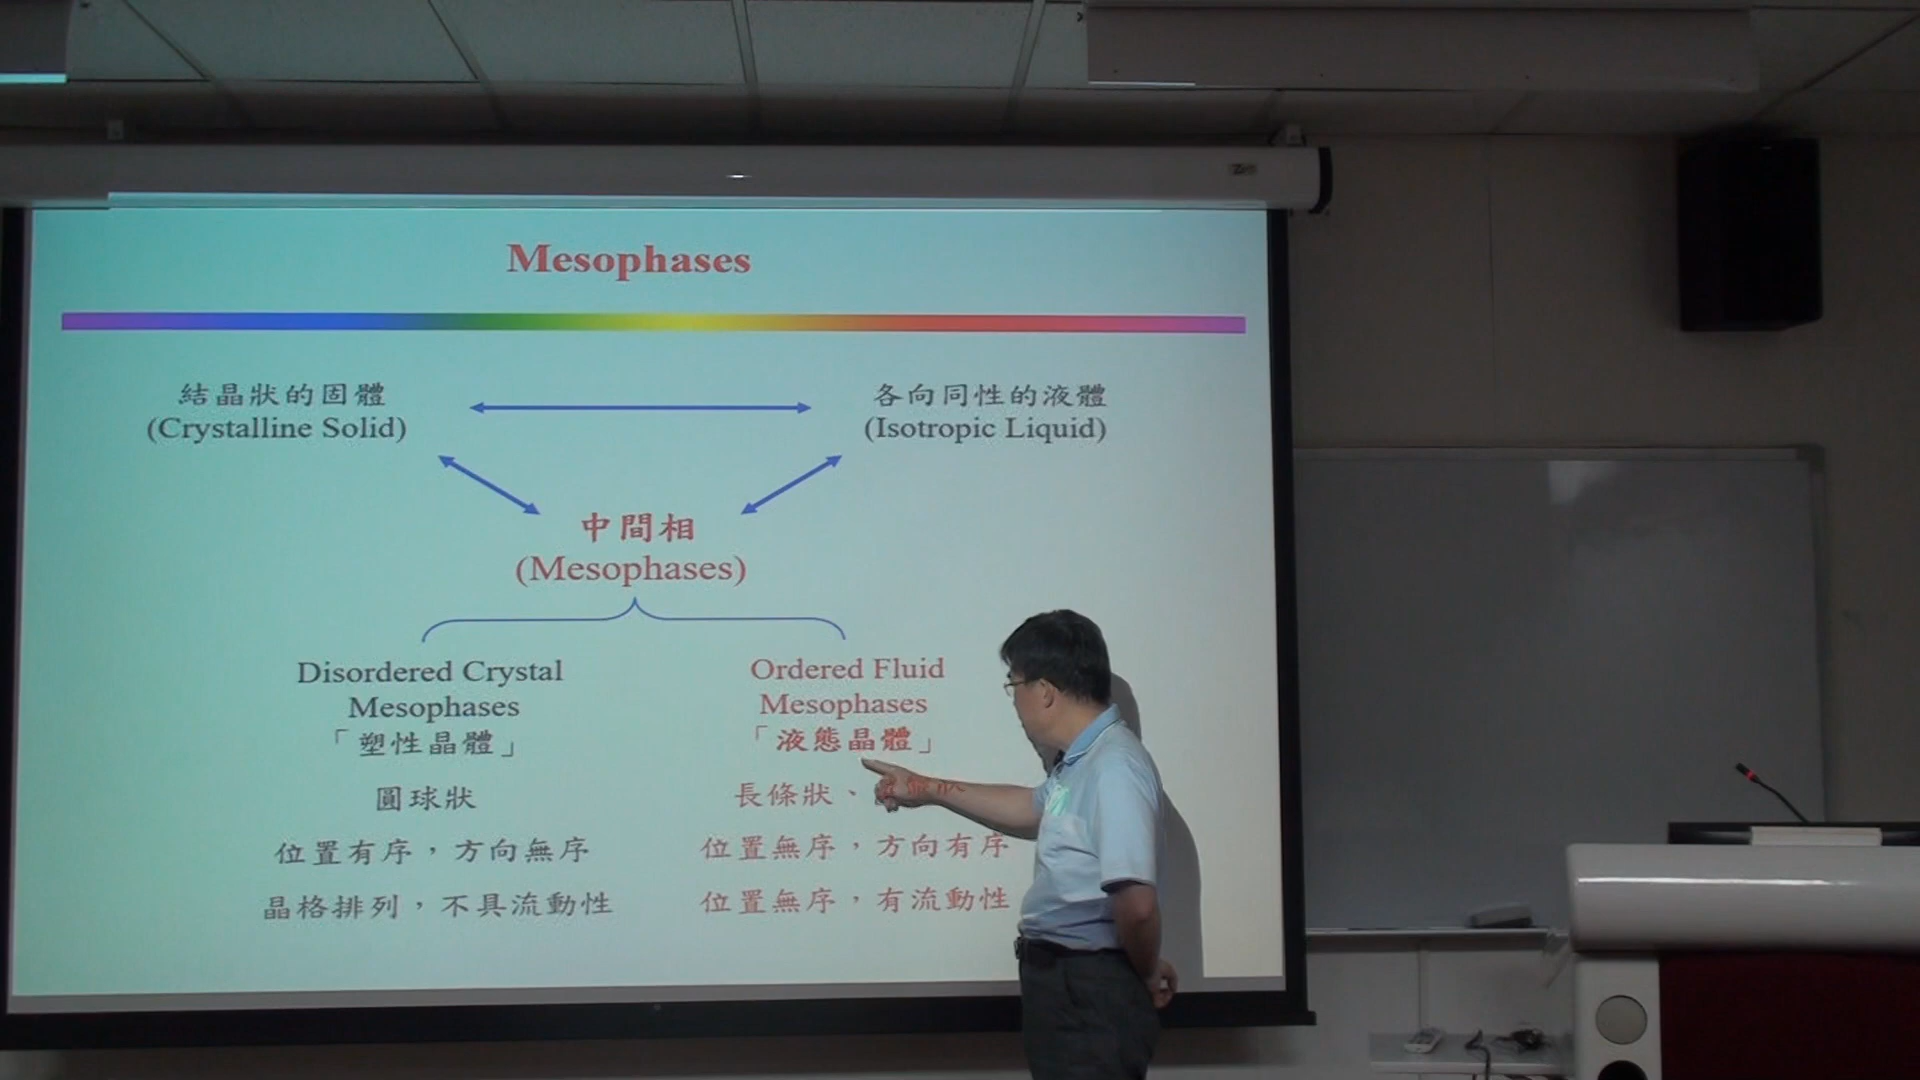 Mesophases
結晶狀的固體
(Crystalline Solid)
各向同性的液體
(Isotropic Liquid)
中間相
(Mesophases)
Disordered Crystal
Mesophases
「塑性晶體」
圓球狀
位置有序，方向無序
晶格排列，不具流動性
Ordered Fluid
Mesophases
「液態晶體」
長條狀、
位置無序，方向有序
位置無序，有流動性